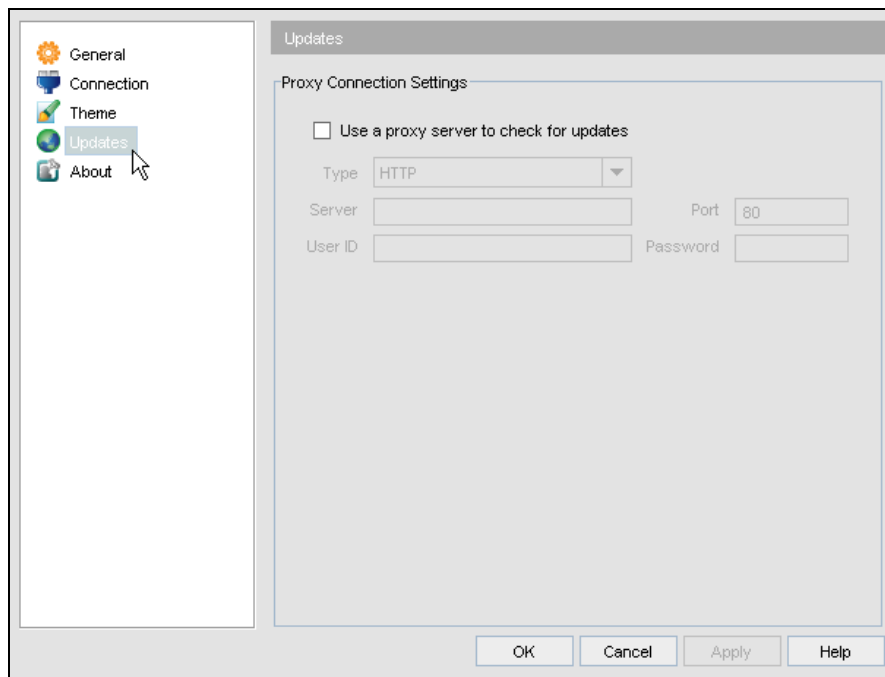 General
Connection
Theme
Updates
About
Updates
Proxy Connection Settings
Use a proxy server to check for updates
Type HTTP
Server Port 80
User ID Password
OK Cancel Apply Help